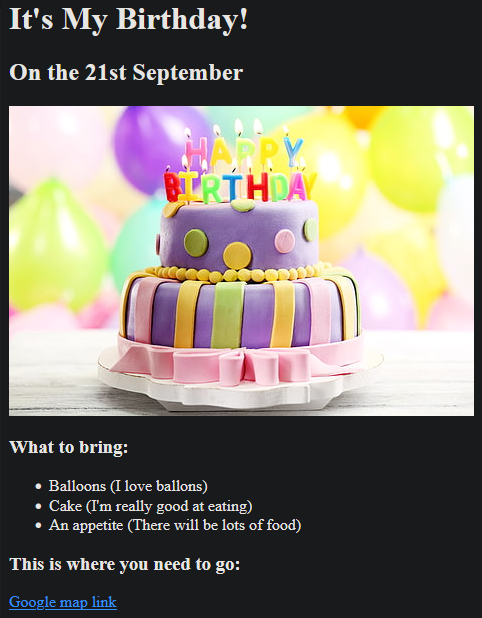 It's My Birthday!
On the 21st September
HAPPY
BIRTHDAY
What to bring:
Balloons (I love ballons)
Cake (I'm really good at eating)
An appetite (There will be lots of food)
This is where you need to go:
Google map link